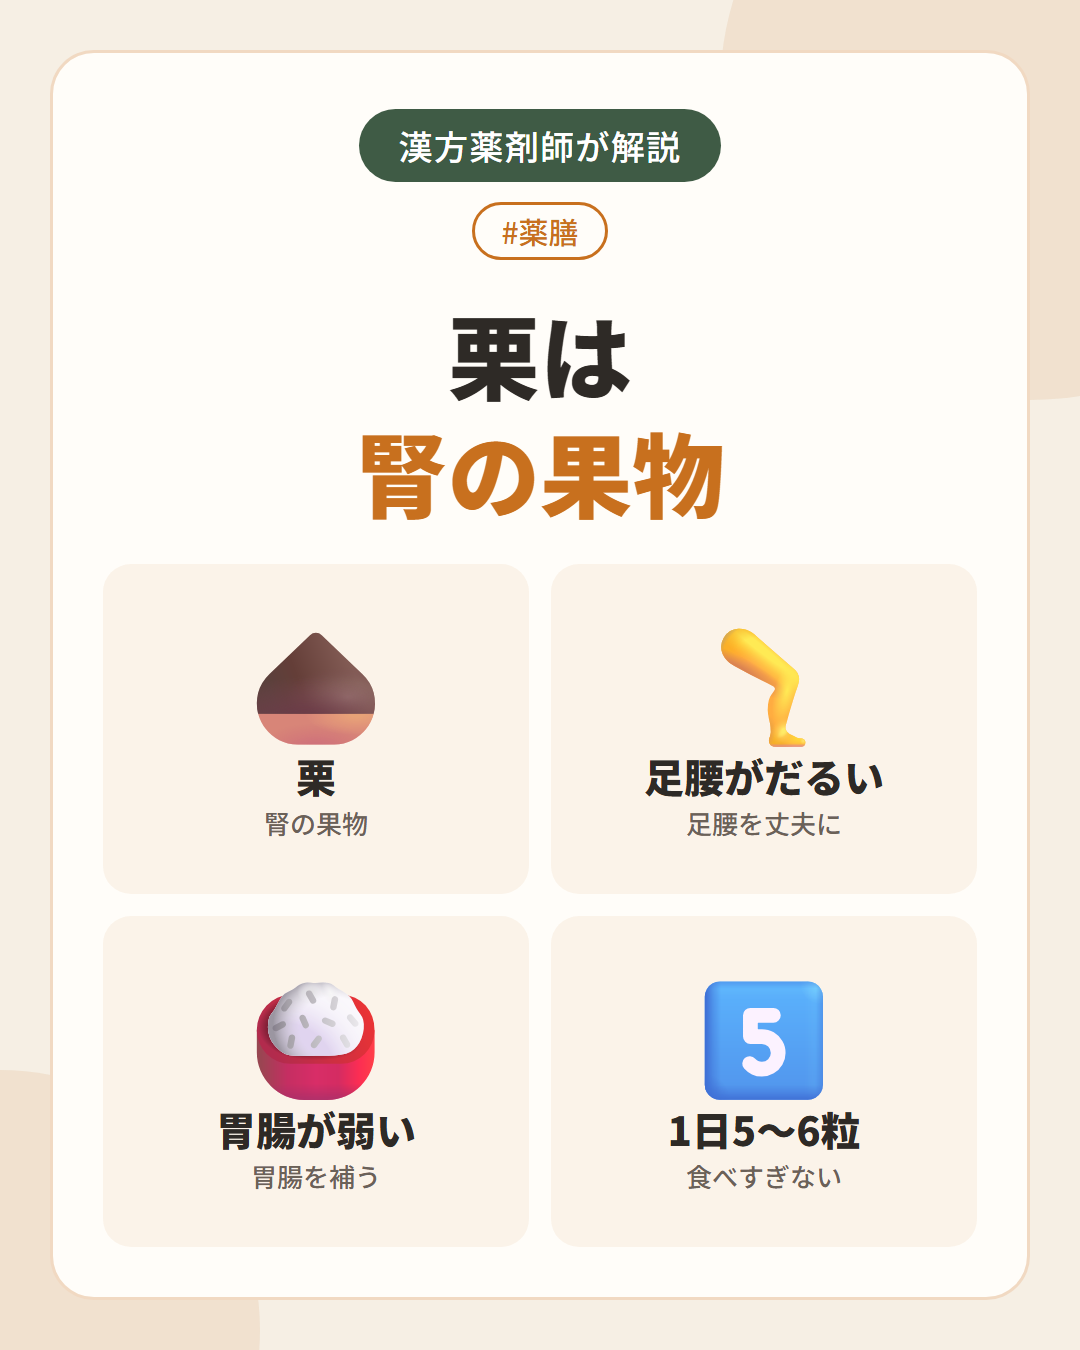 漢方薬剤師が解説
#薬膳
栗は
腎の果物
栗
腎の果物
足腰がだるい
足腰を丈夫に
胃腸が弱い
胃腸を補う
5
1日5〜6粒
食べすぎない